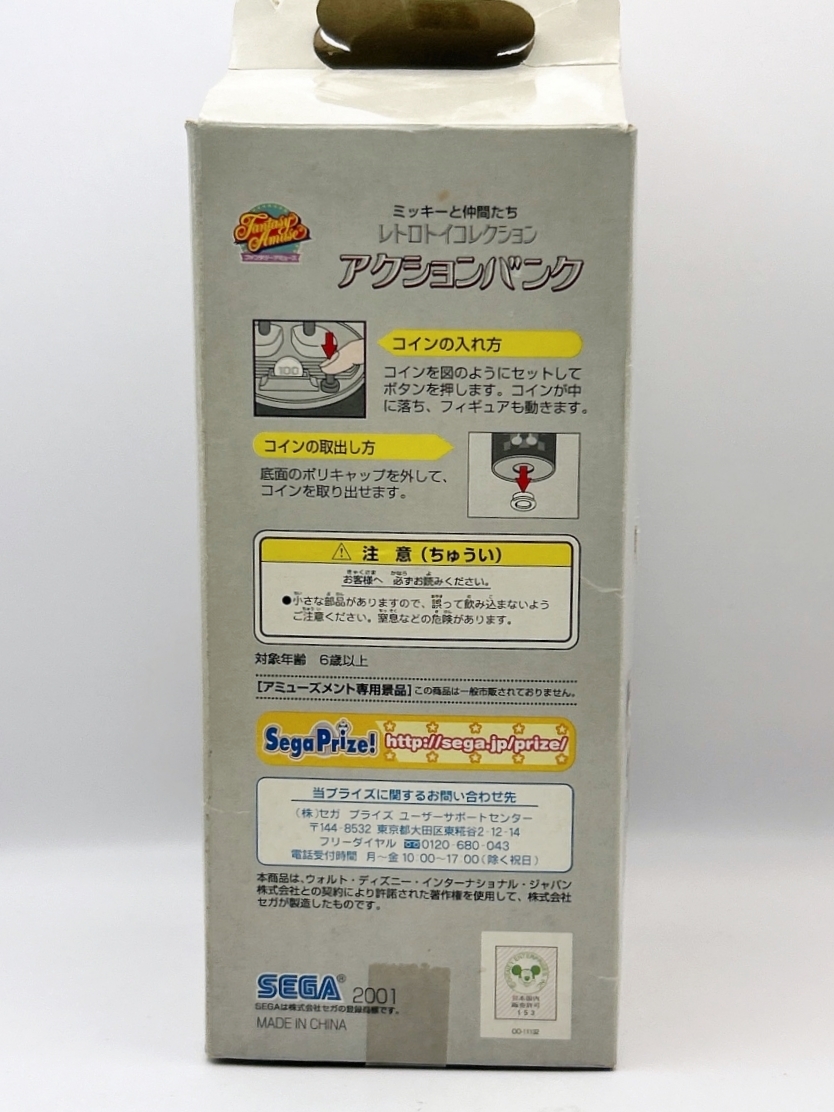 Fantasy Amuse
ファンタジーアミューズ
ミッキーと仲間たち
レトロトイコレクション
アクションバンク
100
コインの入れ方
コインを図のようにセットして
ボタンを押します。コインが中
に落ち、フィギュアも動きます。
コインの取出し方
底面のポリキャップを外して、
コインを取り出せます。
⚠ 注 意 (ちゅうい)
お客様へ 必ずお読みください。
●小さな部品がありますので、誤って飲み込まないよう
ご注意ください。窒息などの危険があります。
対象年齢 6歳以上
[アミューズメント専用景品] この商品は一般市販されておりません。
SegaPrize! http://sega.jp/prize/
当プライズに関するお問い合わせ先
(株)セガ プライズ ユーザーサポートセンター
〒144-8532 東京都大田区東糀谷2-12-14
フリーダイヤル 0120-680-043
電話受付時間 月~金 10:00~17:00(除く祝日)
本商品は、ウォルト・ディズニー・インターナショナル・ジャパン
株式会社との契約により許諾された著作権を使用して、株式会社
セガが製造したものです。
SEGA® 2001
SEGAは株式会社セガの登録商標です。
MADE IN CHINA
日本国内
販売許可
153